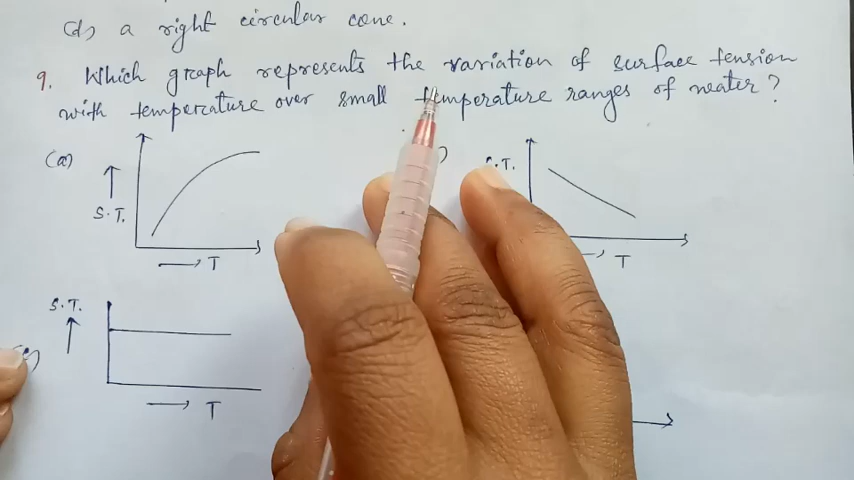 (d) a right circular cone.
9. Which graph represents the variation of surface tension
with temperature over small temperature ranges of water?
(a)
)
S.T.
S.T.
T
T
S.T.
(c)
T